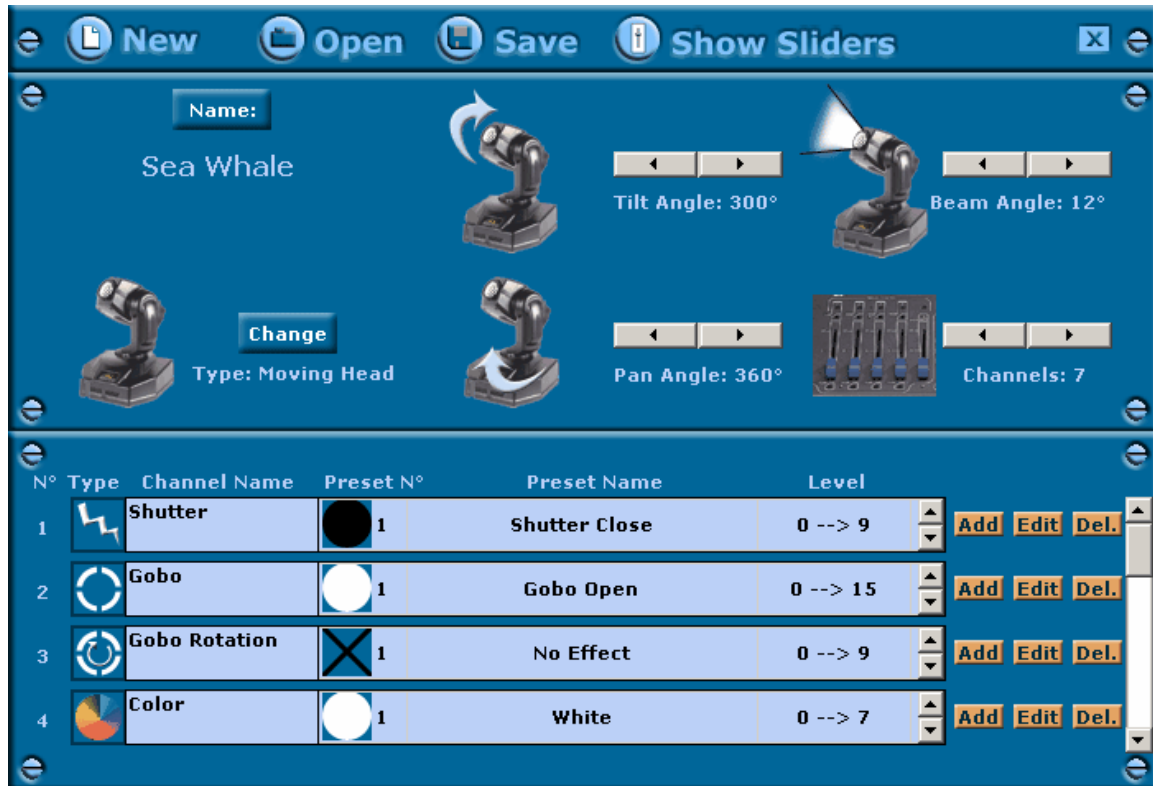 New Open Save Show Sliders X
Name:
Sea Whale
Tilt Angle: 300°
Beam Angle: 12°
Change
Type: Moving Head
Pan Angle: 360°
Channels: 7
N° Type Channel Name Preset N° Preset Name Level
1 Shutter 1 Shutter Close 0 --> 9 Add Edit Del.
2 Gobo 1 Gobo Open 0 --> 15 Add Edit Del.
3 Gobo Rotation 1 No Effect 0 --> 9 Add Edit Del.
4 Color 1 White 0 --> 7 Add Edit Del.